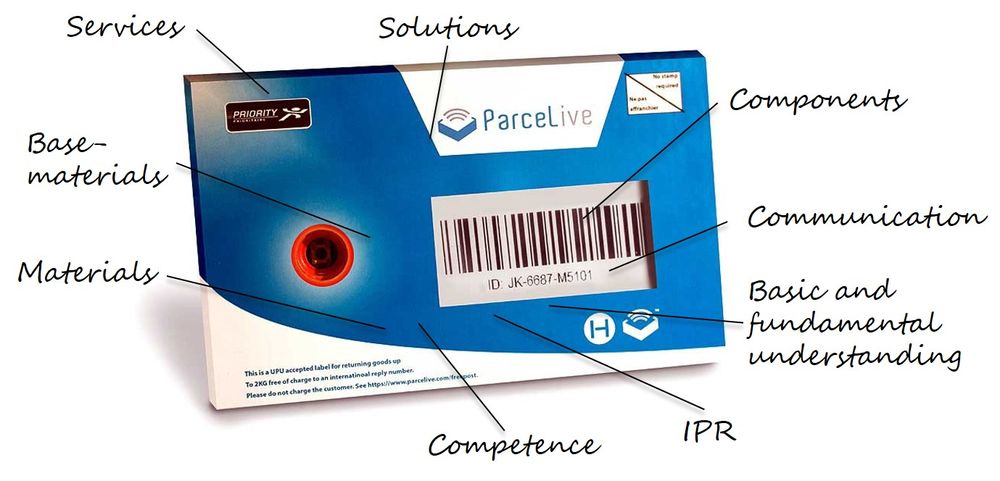 Services
Solutions
Components
Base-
materials
Communication
Materials
Basic and
fundamental
understanding
Competence
IPR
PRIORITY
PRIORITAIRE
ParceLive
No stamp
required
Ne pas
affranchier
ID: JK-6687-M5101
H
This is a UPU accepted label for returning goods up
To 2KG free of charge to an internatinoal reply number.
Please do not charge the customer. See https://www.parcelive.com/freepost.